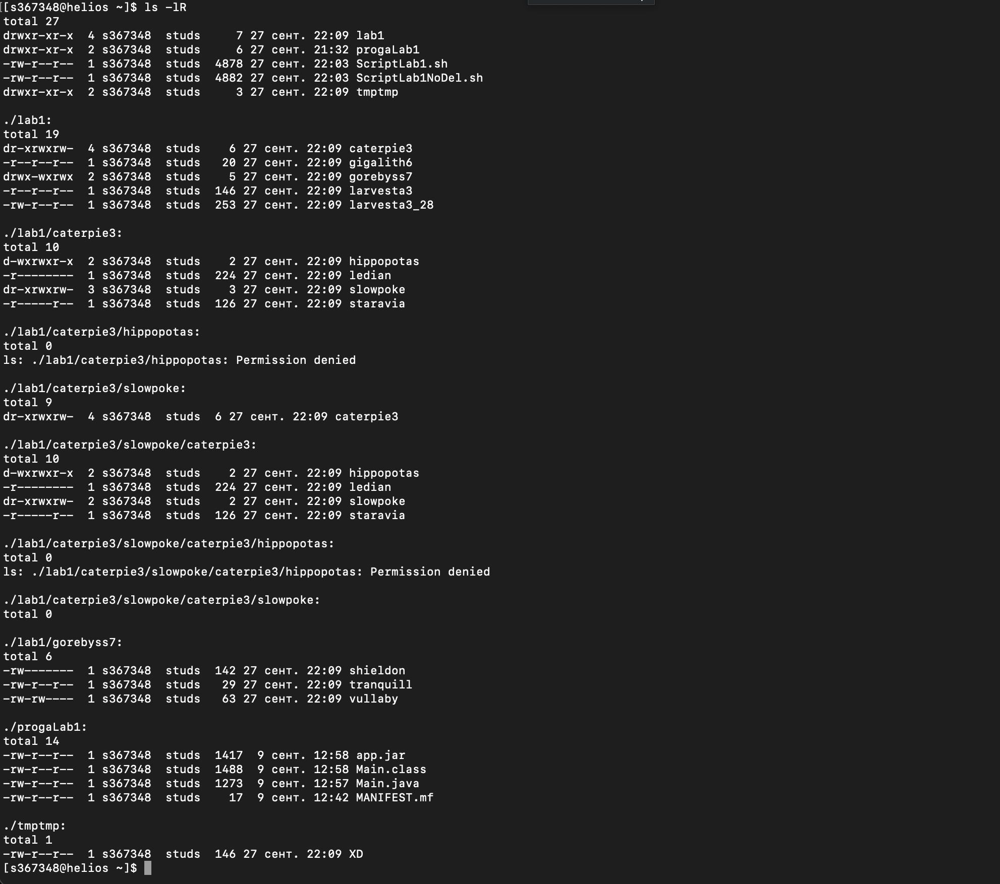 [[s367348@helios ~]$ ls -lR
total 27
drwxr-xr-x  4 s367348  studs     7 27 сент. 22:09 lab1
drwxr-xr-x  2 s367348  studs     6 27 сент. 21:32 progaLab1
-rw-r--r--  1 s367348  studs  4878 27 сент. 22:03 ScriptLab1.sh
-rw-r--r--  1 s367348  studs  4882 27 сент. 22:03 ScriptLab1NoDel.sh
drwxr-xr-x  2 s367348  studs     3 27 сент. 22:09 tmptmp

./lab1:
total 19
dr-xrwxrw-  4 s367348  studs    6 27 сент. 22:09 caterpie3
-r--r--r--  1 s367348  studs   20 27 сент. 22:09 gigalith6
drwx-wxrwx  2 s367348  studs    5 27 сент. 22:09 gorebyss7
-r--r--r--  1 s367348  studs  146 27 сент. 22:09 larvesta3
-rw-r--r--  1 s367348  studs  253 27 сент. 22:09 larvesta3_28

./lab1/caterpie3:
total 10
d-wxrwxr-x  2 s367348  studs    2 27 сент. 22:09 hippopotas
-r--------  1 s367348  studs  224 27 сент. 22:09 ledian
dr-xrwxrw-  3 s367348  studs    3 27 сент. 22:09 slowpoke
-r-----r--  1 s367348  studs  126 27 сент. 22:09 staravia

./lab1/caterpie3/hippopotas:
total 0
ls: ./lab1/caterpie3/hippopotas: Permission denied

./lab1/caterpie3/slowpoke:
total 9
dr-xrwxrw-  4 s367348  studs  6 27 сент. 22:09 caterpie3

./lab1/caterpie3/slowpoke/caterpie3:
total 10
d-wxrwxr-x  2 s367348  studs    2 27 сент. 22:09 hippopotas
-r--------  1 s367348  studs  224 27 сент. 22:09 ledian
dr-xrwxrw-  2 s367348  studs    2 27 сент. 22:09 slowpoke
-r-----r--  1 s367348  studs  126 27 сент. 22:09 staravia

./lab1/caterpie3/slowpoke/caterpie3/hippopotas:
total 0
ls: ./lab1/caterpie3/slowpoke/caterpie3/hippopotas: Permission denied

./lab1/caterpie3/slowpoke/caterpie3/slowpoke:
total 0

./lab1/gorebyss7:
total 6
-rw-------  1 s367348  studs  142 27 сент. 22:09 shieldon
-rw-r--r--  1 s367348  studs   29 27 сент. 22:09 tranquill
-rw-rw----  1 s367348  studs   63 27 сент. 22:09 vullaby

./progaLab1:
total 14
-rw-r--r--  1 s367348  studs  1417  9 сент. 12:58 app.jar
-rw-r--r--  1 s367348  studs  1488  9 сент. 12:58 Main.class
-rw-r--r--  1 s367348  studs  1273  9 сент. 12:57 Main.java
-rw-r--r--  1 s367348  studs    17  9 сент. 12:42 MANIFEST.mf

./tmptmp:
total 1
-rw-r--r--  1 s367348  studs  146 27 сент. 22:09 XD
[s367348@helios ~]$